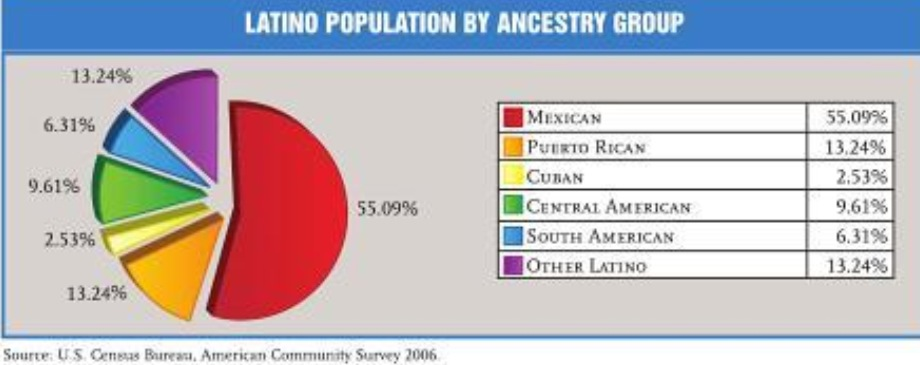 LATINO POPULATION BY ANCESTRY GROUP
13.24%
6.31%
9.61%
2.53%
13.24%
55.09%
MEXICAN 55.09%
PUERTO RICAN 13.24%
CUBAN 2.53%
CENTRAL AMERICAN 9.61%
SOUTH AMERICAN 6.31%
OTHER LATINO 13.24%
Source: U.S. Census Bureau, American Community Survey 2006.